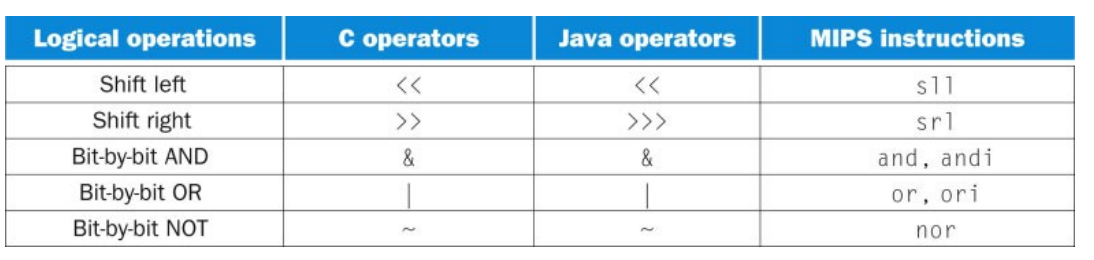 Logical operations C operators Java operators MIPS instructions
Shift left << << sll
Shift right >> >>> srl
Bit-by-bit AND & & and, andi
Bit-by-bit OR | | or, ori
Bit-by-bit NOT ~ ~ nor